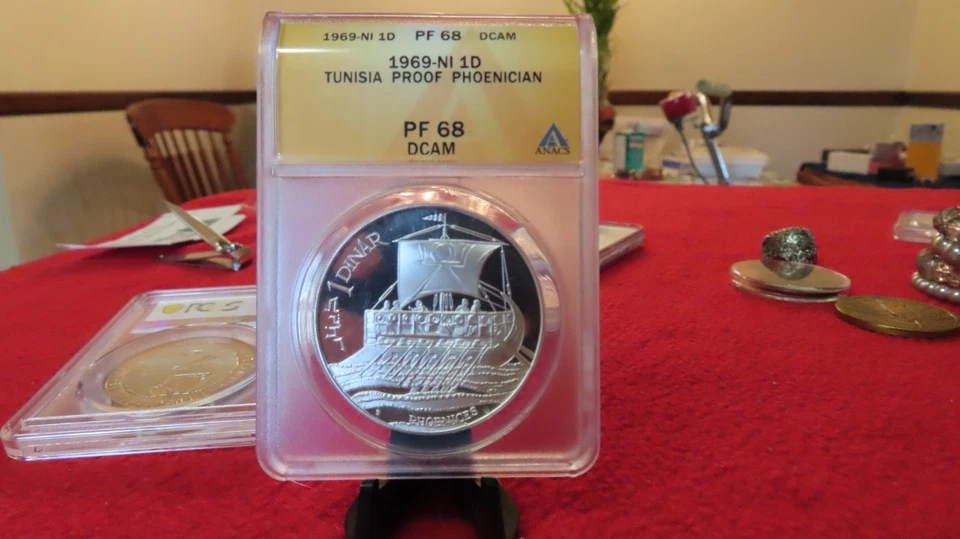 1969-NI 1D PF 68 DCAM
1969-NI 1D
TUNISIA PROOF PHOENICIAN
PF 68
DCAM
ANACS
1 DINAR
PHOENICES
PCGS